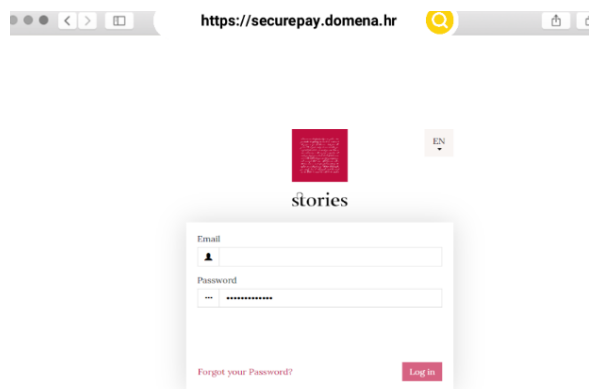 https://securepay.domena.hr
EN
stories
Email
Password
•••••••••••••
Forgot your Password?
Log in